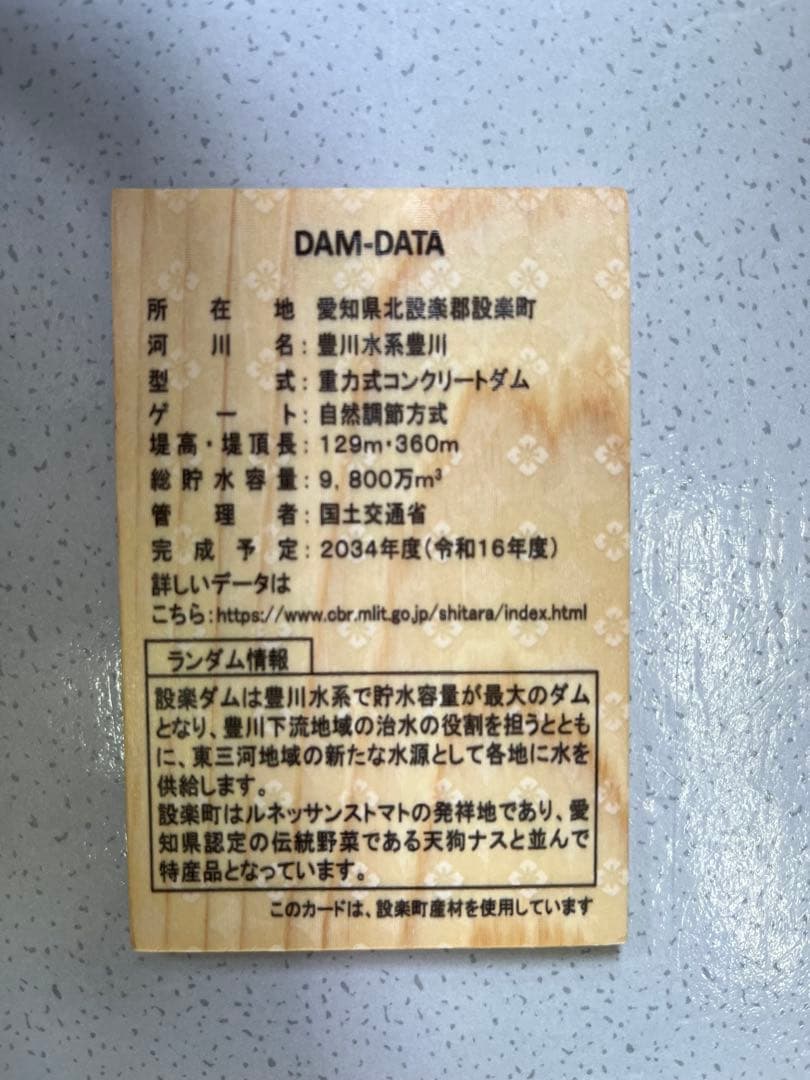 DAM-DATA
所在地 愛知県北設楽郡設楽町
河川名:豊川水系豊川
型式:重力式コンクリートダム
ゲート:自然調節方式
堤高・堤頂長:129m・360m
総貯水容量:9,800万m³
管理者:国土交通省
完成予定:2034年度(令和16年度)
詳しいデータは
こちら:https://www.cbr.mlit.go.jp/shitara/index.html
ランダム情報
設楽ダムは豊川水系で貯水容量が最大のダム
となり、豊川下流地域の治水の役割を担うととも
に、東三河地域の新たな水源として各地に水を
供給します。
設楽町はルネッサンストマトの発祥地であり、愛
知県認定の伝統野菜である天狗ナスと並んで
特産品となっています。
このカードは、設楽町産材を使用しています